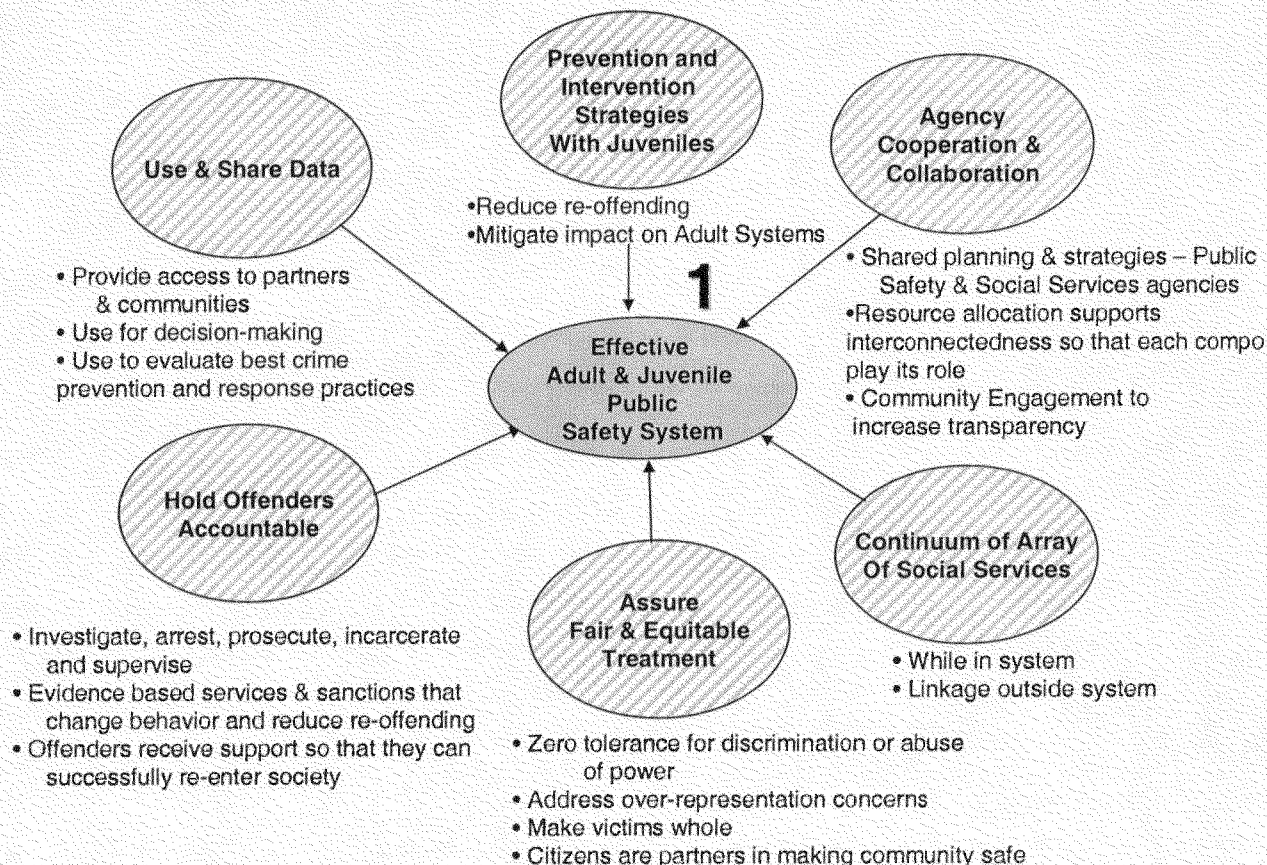 Prevention and
Intervention
Strategies
With Juveniles
•Reduce re-offending
•Mitigate impact on Adult Systems
Use & Share Data
• Provide access to partners
& communities
• Use for decision-making
• Use to evaluate best crime
prevention and response practices
Agency
Cooperation &
Collaboration
• Shared planning & strategies – Public
Safety & Social Services agencies
•Resource allocation supports
interconnectedness so that each compo
play its role
• Community Engagement to
increase transparency
1
Effective
Adult & Juvenile
Public
Safety System
Hold Offenders
Accountable
• Investigate, arrest, prosecute, incarcerate
and supervise
• Evidence based services & sanctions that
change behavior and reduce re-offending
• Offenders receive support so that they can
successfully re-enter society
Assure
Fair & Equitable
Treatment
• Zero tolerance for discrimination or abuse
of power
• Address over-representation concerns
• Make victims whole
• Citizens are partners in making community safe
Continuum of Array
Of Social Services
• While in system
• Linkage outside system